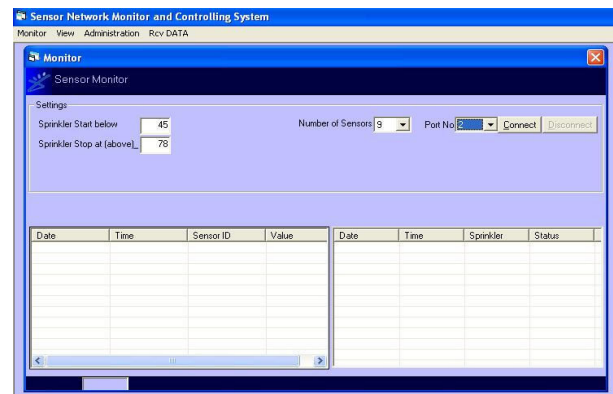 Sensor Network Monitor and Controlling System
Monitor View Administration Rcv DATA
Monitor
Sensor Monitor
Settings
Sprinkler Start below 45 Number of Sensors 9 Port No 2 Connect Disconnect
Sprinkler Stop at (above)_ 78
Date Time Sensor ID Value Date Time Sprinkler Status